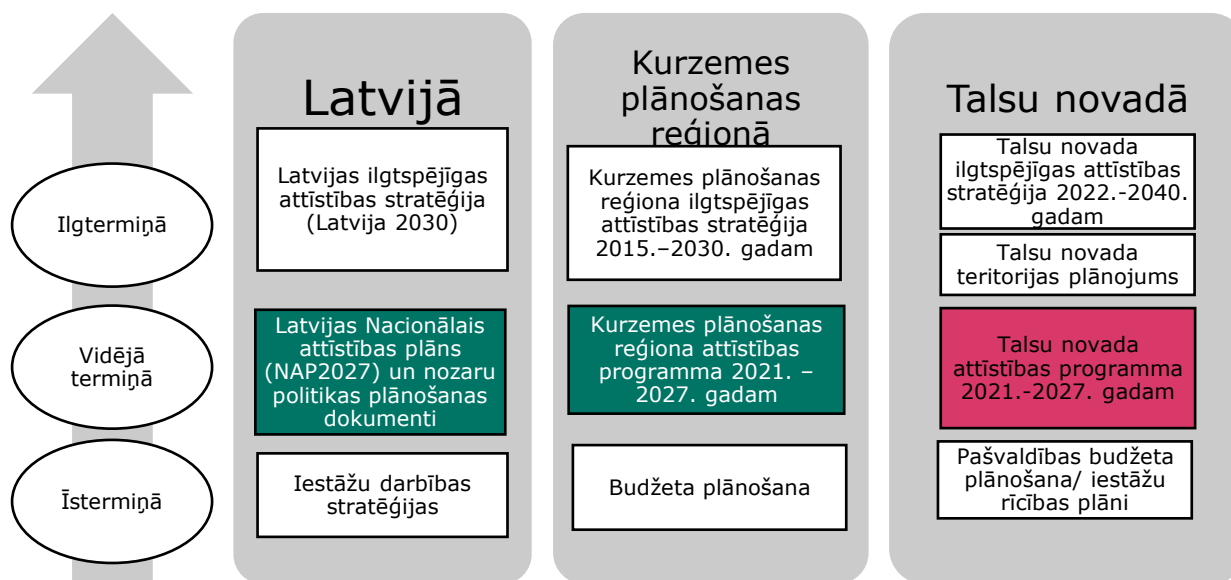 Latvijā
Kurzemes
plānošanas
reģionā
Talsu novadā
Ilgtermiņā
Latvijas ilgtspējīgas
attīstības stratēģija
(Latvija 2030)
Kurzemes plānošanas
reģiona ilgtspējīgas
attīstības stratēģija
2015.–2030. gadam
Talsu novada
ilgtspējīgas attīstības
stratēģija 2022.-2040.
gadam
Talsu novada
teritorijas plānojums
Vidējā
termiņā
Latvijas Nacionālais
attīstības plāns
(NAP2027) un nozaru
politikas plānošanas
dokumenti
Kurzemes plānošanas
reģiona attīstības
programma 2021. –
2027. gadam
Talsu novada
attīstības programma
2021.-2027. gadam
Īstermiņā
Iestāžu darbības
stratēģijas
Budžeta plānošana
Pašvaldības budžeta
plānošana/ iestāžu
rīcības plāni